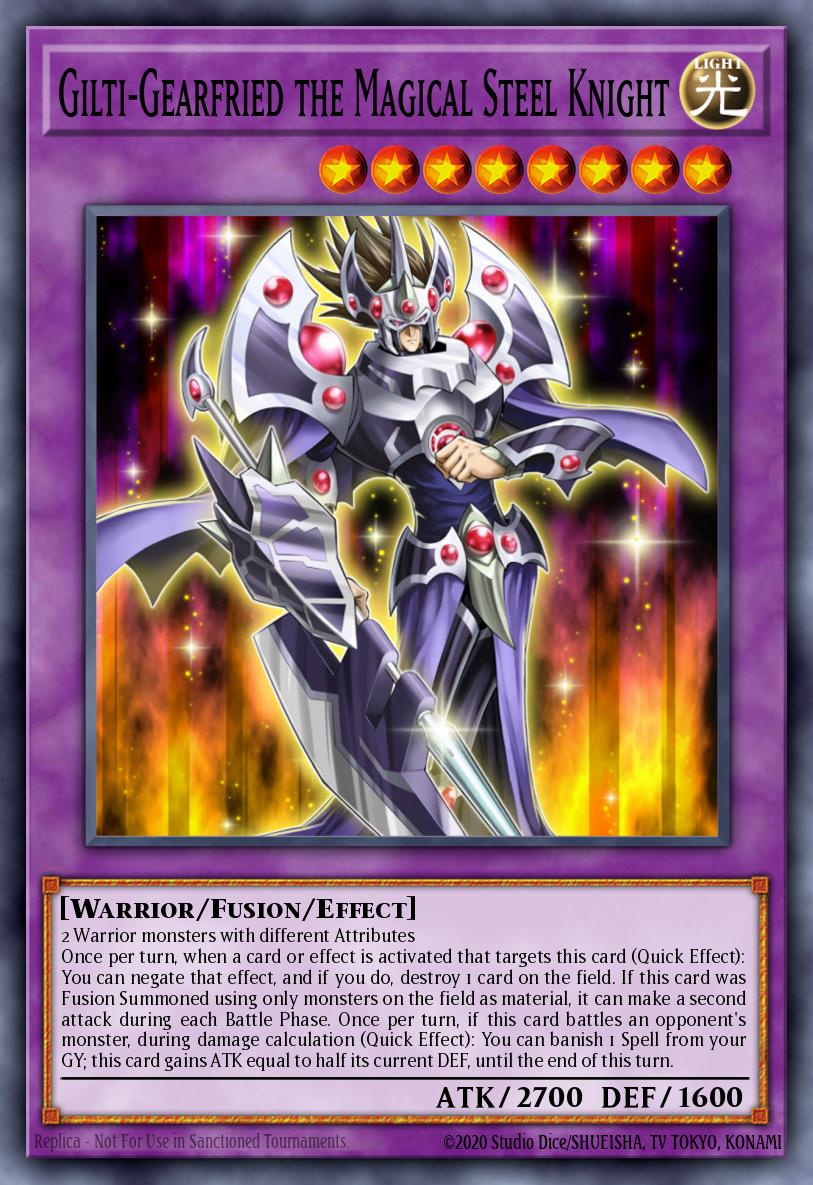 Gilti-Gearfried the Magical Steel Knight
LIGHT
光
[Warrior/Fusion/Effect]
2 Warrior monsters with different Attributes
Once per turn, when a card or effect is activated that targets this card (Quick Effect):
You can negate that effect, and if you do, destroy 1 card on the field. If this card was
Fusion Summoned using only monsters on the field as material, it can make a second
attack during each Battle Phase. Once per turn, if this card battles an opponent's
monster, during damage calculation (Quick Effect): You can banish 1 Spell from your
GY; this card gains ATK equal to half its current DEF, until the end of this turn.
ATK/2700 DEF/1600
Replica - Not For Use in Sanctioned Tournaments.
©2020 Studio Dice/SHUEISHA, TV TOKYO, KONAMI